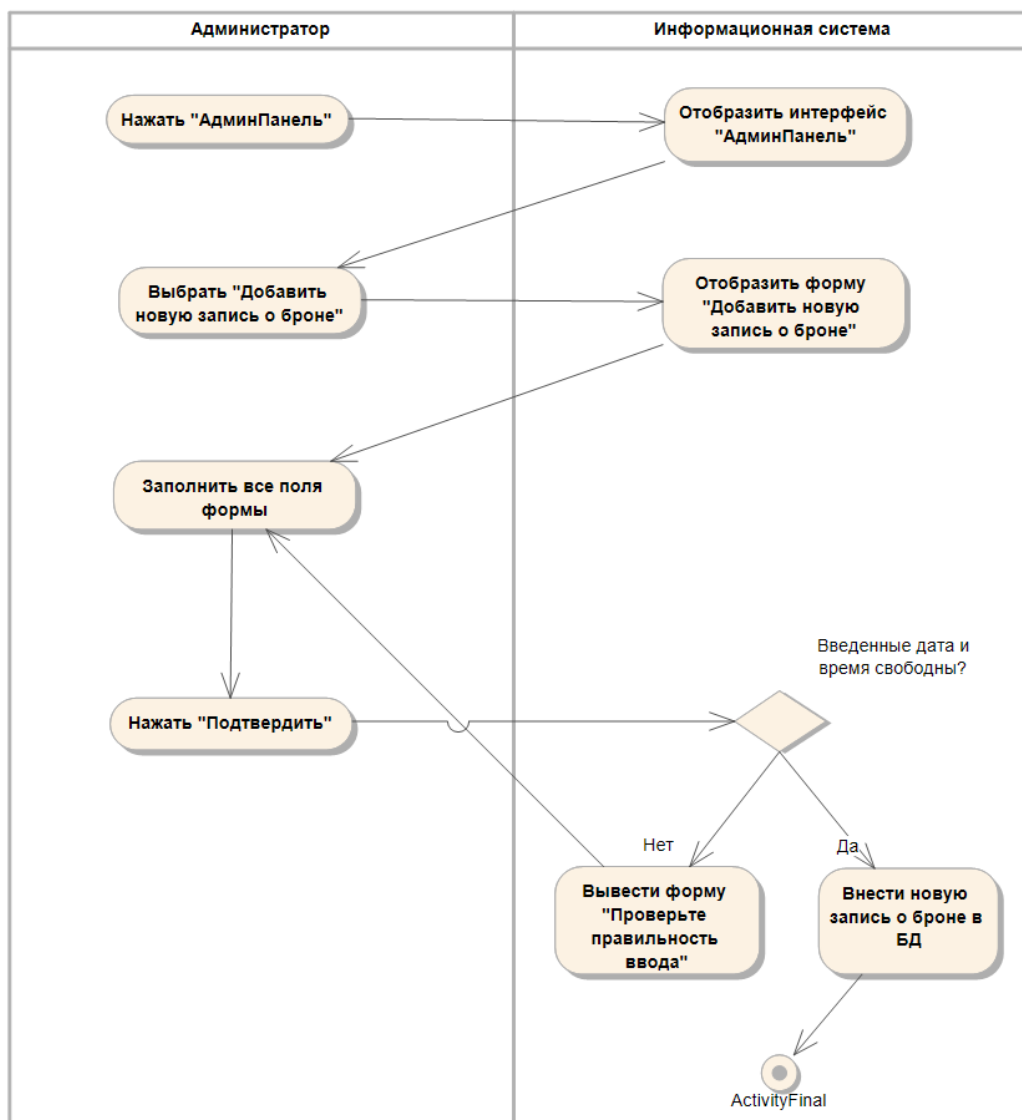 Администратор
Информационная система
Нажать "АдминПанель"
Отобразить интерфейс
"АдминПанель"
Выбрать "Добавить
новую запись о броне"
Отобразить форму
"Добавить новую
запись о броне"
Заполнить все поля
формы
Введенные дата и
время свободны?
Нажать "Подтвердить"
Нет
Да
Вывести форму
"Проверьте
правильность
ввода"
Внести новую
запись о броне в
БД
ActivityFinal